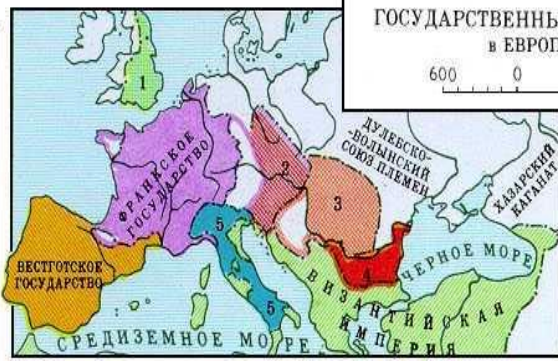 ГОСУДАРСТВЕННЫ
в ЕВРОП
600 0
1
ДУЛЕБСКО-
-ВОЛЫНСКИЙ
СОЮЗ ПЛЕМЕН
ХАЗАРСКИЙ
КАГАНАТ
ФРАНКСКОЕ
ГОСУДАРСТВО
2
3
5
4
ВЕСТГОТСКОЕ
ГОСУДАРСТВО
ЧЕРНОЕ МОРЕ
ВИЗАНТИЙСКАЯ
ИМПЕРИЯ
5
СРЕДИЗЕМНОЕ МОРЕ